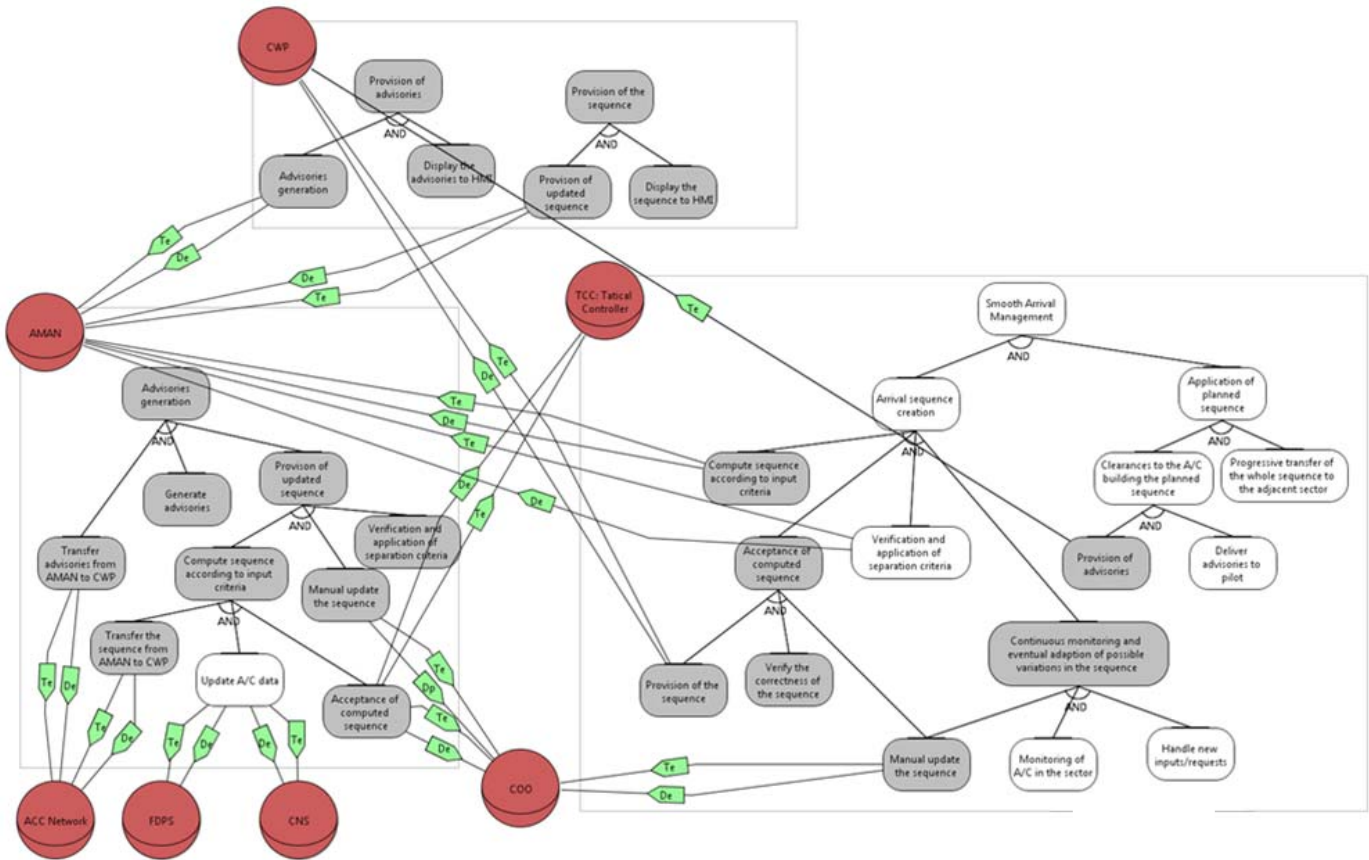 CWP
Provision of
advisories
AND
Provision of the
sequence
AND
Advisories
generation
Display the
advisories to HMI
Provison of
updated
sequence
Display the
sequence to HMI
Te
De
De
Te
AMAN
TCC: Tatical
Controller
Te
Te
De
Smooth Arrival
Management
AND
Arrival sequence
creation
AND
Application of
planned
sequence
AND
Compute sequence
according to input
criteria
Clearances to the A/C
building the planned
sequence
AND
Progressive transfer of
the whole sequence to
the adjacent sector
Acceptance of
computed
sequence
AND
Verification and
application of
separation criteria
Provision of
advisories
Deliver
advisories to
pilot
Provision of the
sequence
Verify the
correctness of
the sequence
Continuous monitoring and
eventual adaption of possible
variations in the sequence
AND
Manual update
the sequence
Monitoring of
A/C in the sector
Handle new
inputs/requests
Te
De
Te
De
De
Te
Advisories
generation
AND
Generate
advisories
Provison of
updated
sequence
AND
Transfer
advisories from
AMAN to CWP
Compute sequence
according to input
criteria
AND
Manual update
the sequence
Verification and
application of
separation criteria
Transfer the
sequence from
AMAN to CWP
Update A/C data
Acceptance of
computed
sequence
Te
De
Te
De
Te
De
De
Te
Te
Dp
Te
De
Te
De
ACC Network
FDPS
CNS
COO